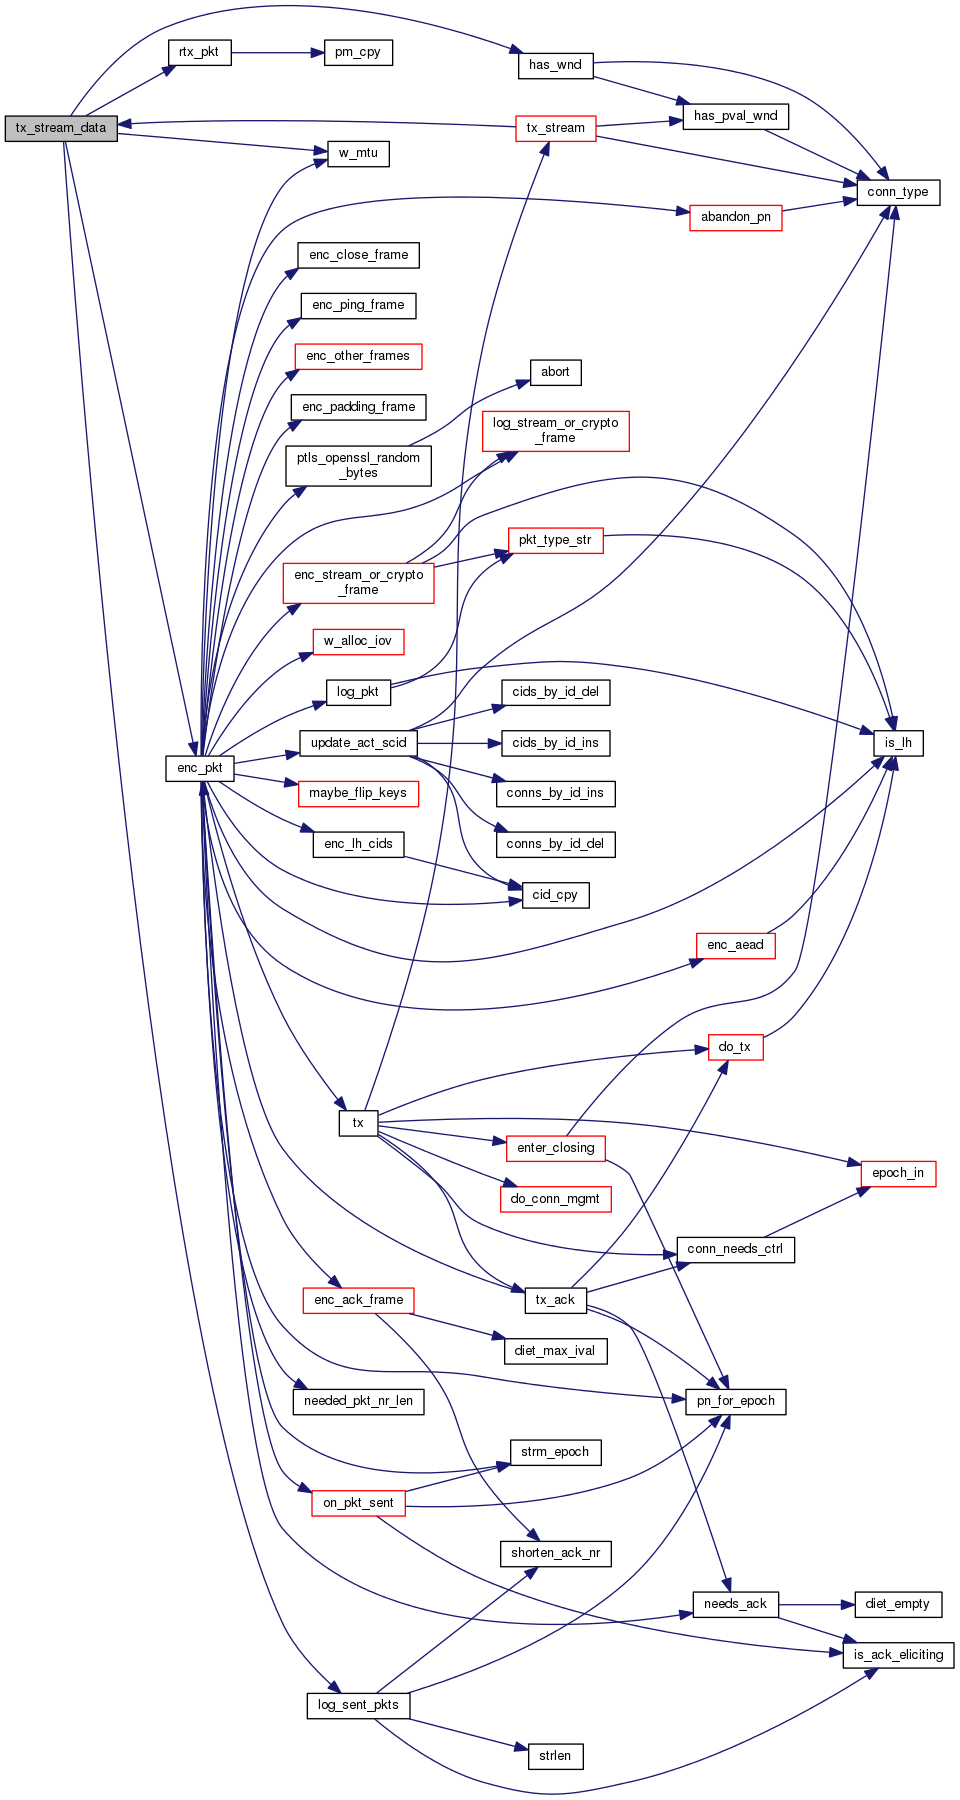 rtx_pkt
pm_cpy
has_wnd
has_pval_wnd
tx_stream_data
tx_stream
w_mtu
conn_type
abandon_pn
enc_close_frame
enc_ping_frame
enc_other_frames
abort
enc_padding_frame
log_stream_or_crypto
_frame
ptls_openssl_random
_bytes
pkt_type_str
enc_stream_or_crypto
_frame
w_alloc_iov
log_pkt
cids_by_id_del
update_act_scid
cids_by_id_ins
is_lh
enc_pkt
maybe_flip_keys
conns_by_id_ins
enc_lh_cids
conns_by_id_del
cid_cpy
enc_aead
do_tx
tx
enter_closing
epoch_in
do_conn_mgmt
conn_needs_ctrl
enc_ack_frame
tx_ack
diet_max_ival
needed_pkt_nr_len
pn_for_epoch
strm_epoch
on_pkt_sent
shorten_ack_nr
needs_ack
diet_empty
is_ack_eliciting
log_sent_pkts
strlen